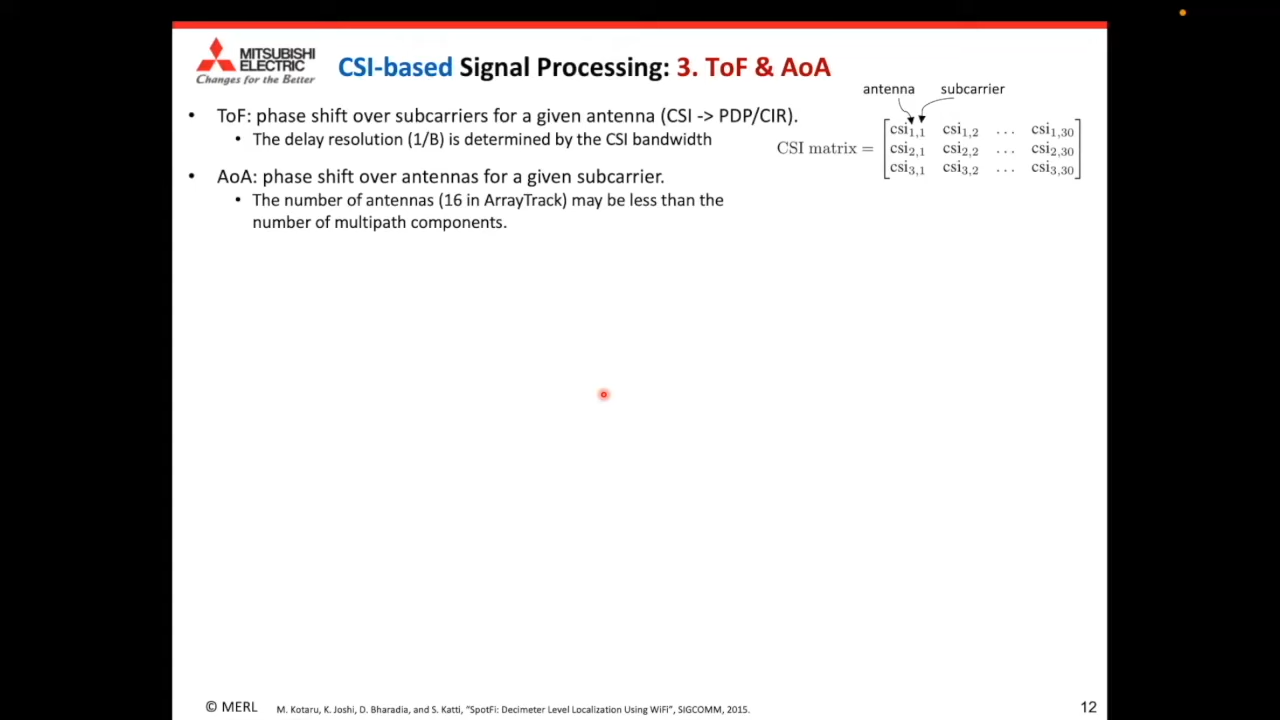 MITSUBISHI
ELECTRIC
Changes for the Better
CSI-based Signal Processing: 3. ToF & AoA
antenna subcarrier
• ToF: phase shift over subcarriers for a given antenna (CSI -> PDP/CIR).
• The delay resolution (1/B) is determined by the CSI bandwidth
CSI matrix = [csi1,1 csi1,2 ... csi1,30
csi2,1 csi2,2 ... csi2,30
csi3,1 csi3,2 ... csi3,30]
• AoA: phase shift over antennas for a given subcarrier.
• The number of antennas (16 in ArrayTrack) may be less than the
number of multipath components.
© MERL
M. Kotaru, K. Joshi, D. Bharadia, and S. Katti, "SpotFi: Decimeter Level Localization Using WiFi", SIGCOMM, 2015.
12